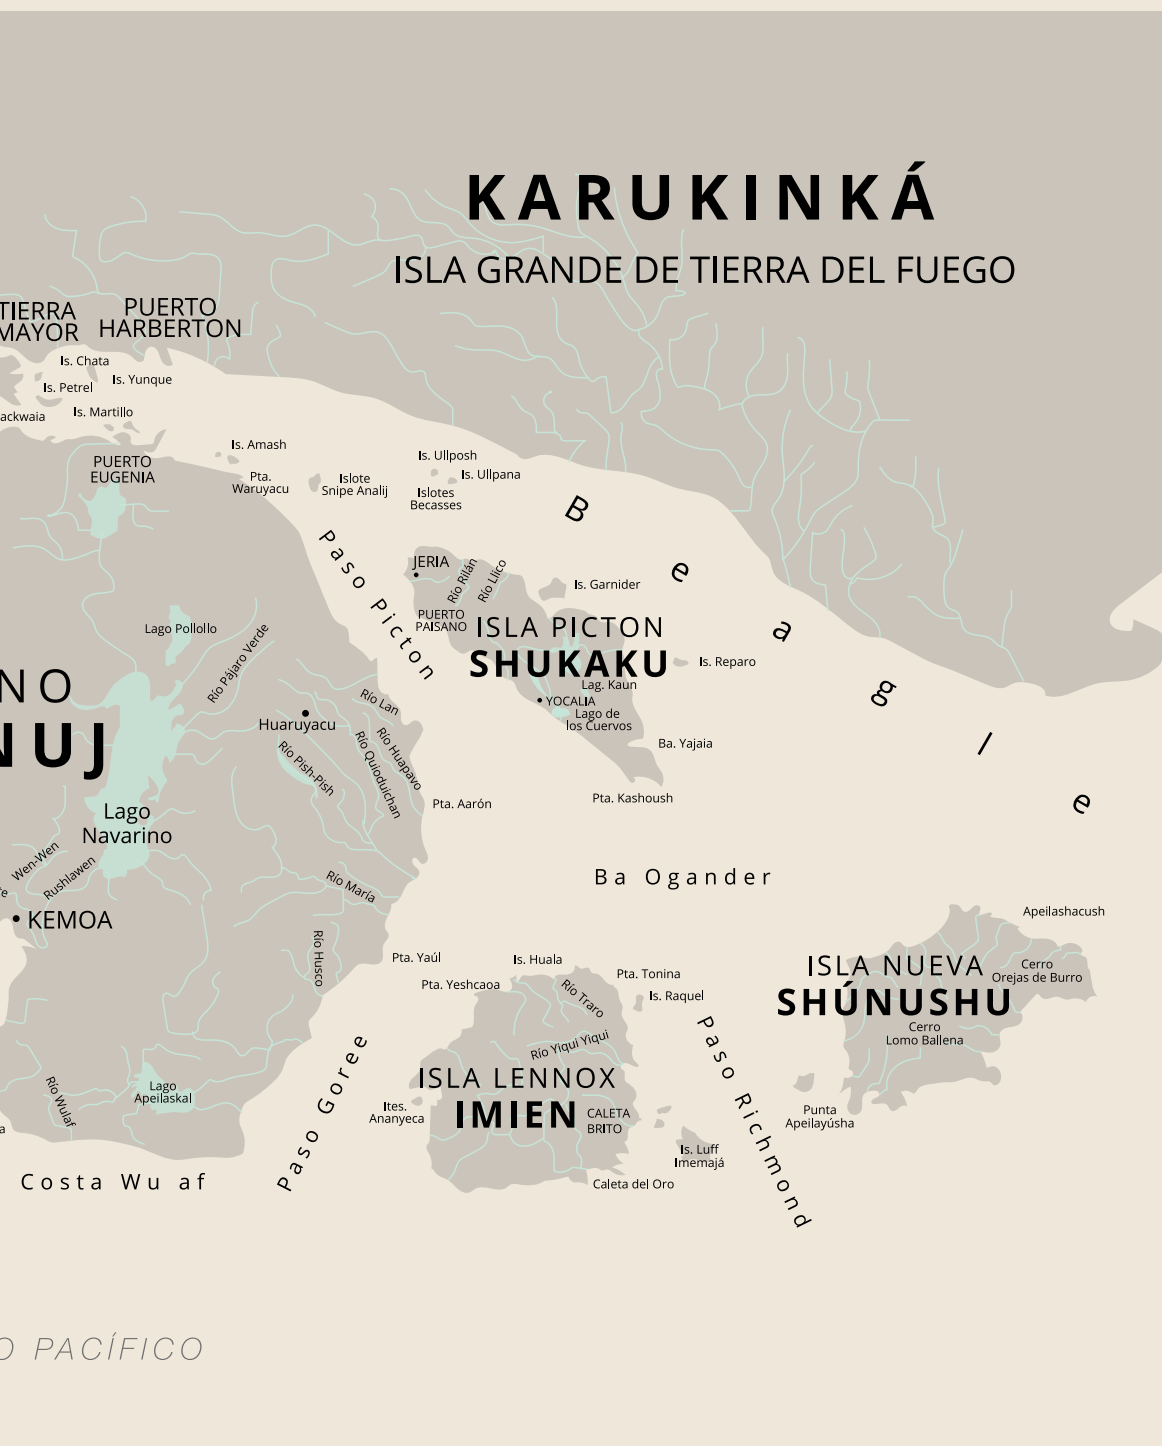 KARUKINKÁ
ISLA GRANDE DE TIERRA DEL FUEGO
TIERRA
MAYOR
PUERTO
HARBERTON
Is. Chata
Is. Petrel
Is. Yunque
ackwaia
Is. Martillo
PUERTO
EUGENIA
Is. Amash
Pta.
Waruyacu
Islote
Snipe Analij
Is. Ullposh
Is. Ullpana
Islotes
Becasses
Beagle
Paso Picton
JERIA
Río Rilán
Río Llico
PUERTO
PAISANO
Is. Garnider
ISLA PICTON
SHUKAKU
Is. Reparo
Lag. Kaun
YOCALIA
Lago de
los Cuervos
Ba. Yajaia
Pta. Kashoush
Lago Pollollo
Río Pájaro Verde
NO
NUJ
Río Lan
Huaruyacu
Río Pish-Pish
Río Quioduichan
Río Huapavo
Pta. Aarón
Lago
Navarino
Wen-Wen
Rushlawen
KEMOA
Río María
Río Husco
Ba Ogander
Pta. Yaúl
Pta. Yeshcaoa
Is. Huala
Pta. Tonina
Is. Raquel
Río Traro
Río Yiqui Yiqui
ISLA LENNOX
IMIEN
CALETA
BRITO
Ites.
Ananyeca
Is. Luff
Imemajá
Caleta del Oro
Paso Goree
Paso Richmond
Apeilashacush
ISLA NUEVA
SHÚNUSHU
Cerro
Orejas de Burro
Cerro
Lomo Ballena
Punta
Apeilayúsha
Río Wulaf
Lago
Apeilaskal
a
Costa Wu af
O PACÍFICO